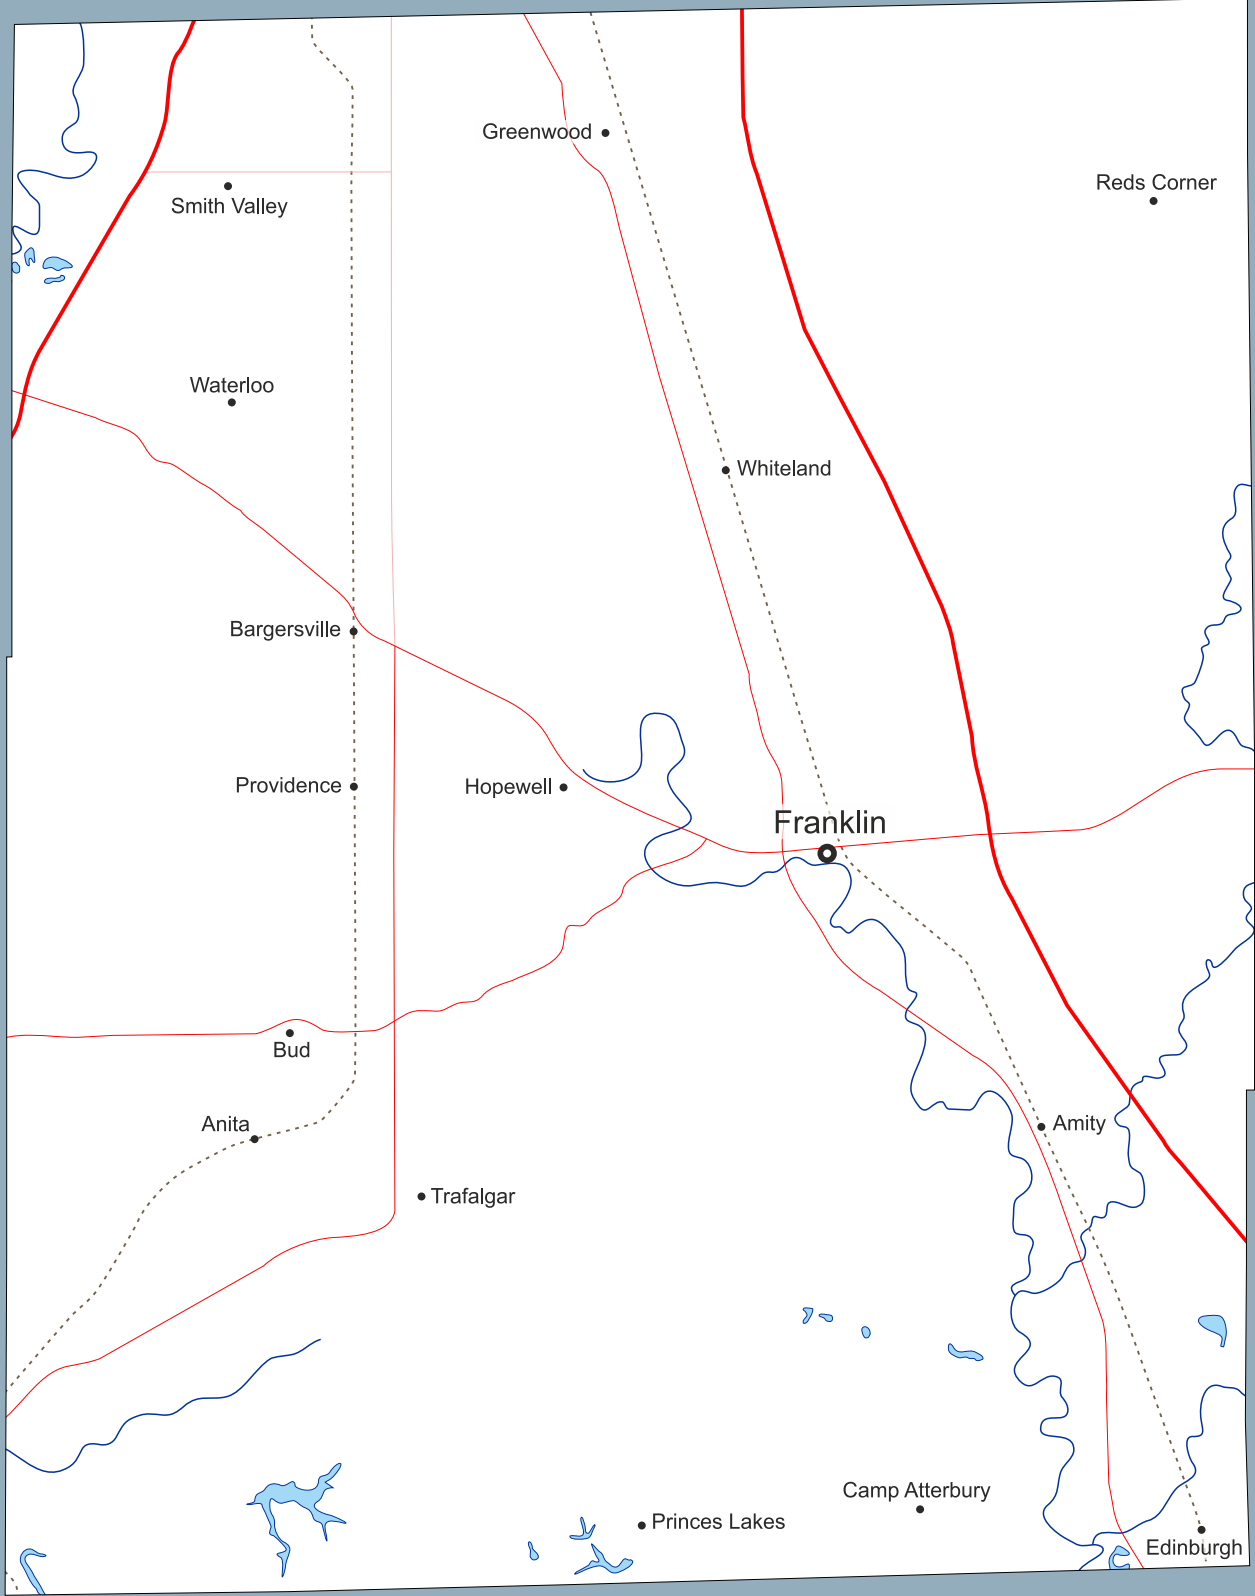 Greenwood
Reds Corner
Smith Valley
Waterloo
Whiteland
Bargersville
Providence
Hopewell
Franklin
Bud
Anita
Amity
Trafalgar
Camp Atterbury
Princes Lakes
Edinburgh